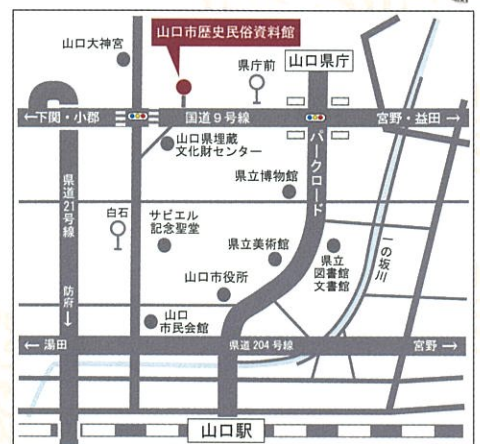 山口大神宮
山口市歴史民俗資料館
県庁前
山口県庁
←下関・小郡
国道9号線
宮野・益田→
山口県埋蔵
文化財センター
パークロード
県道21号線
防府↓
県立博物館
白石
サビエル
記念聖堂
県立美術館
県立
図書館
文書館
一の坂川
山口市役所
山口
市民会館
← 湯田
県道204号線
宮野 →
山口駅